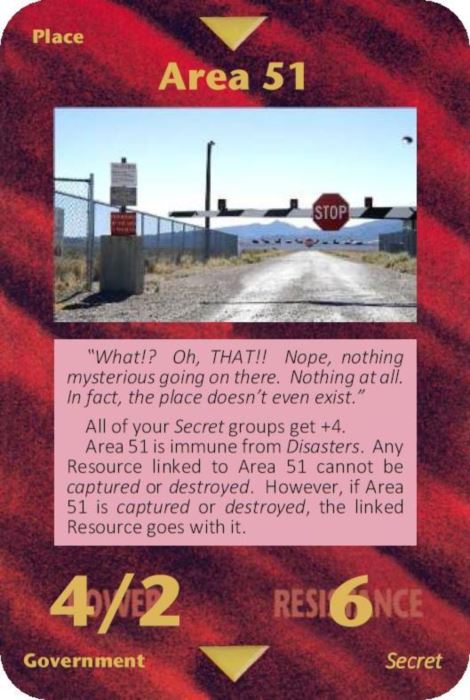 Place
Area 51
STOP
"What!? Oh, THAT!! Nope, nothing
mysterious going on there. Nothing at all.
In fact, the place doesn't even exist."
All of your Secret groups get +4.
Area 51 is immune from Disasters. Any
Resource linked to Area 51 cannot be
captured or destroyed. However, if Area
51 is captured or destroyed, the linked
Resource goes with it.
POWER
4/2
RESISTANCE
6
Government
Secret